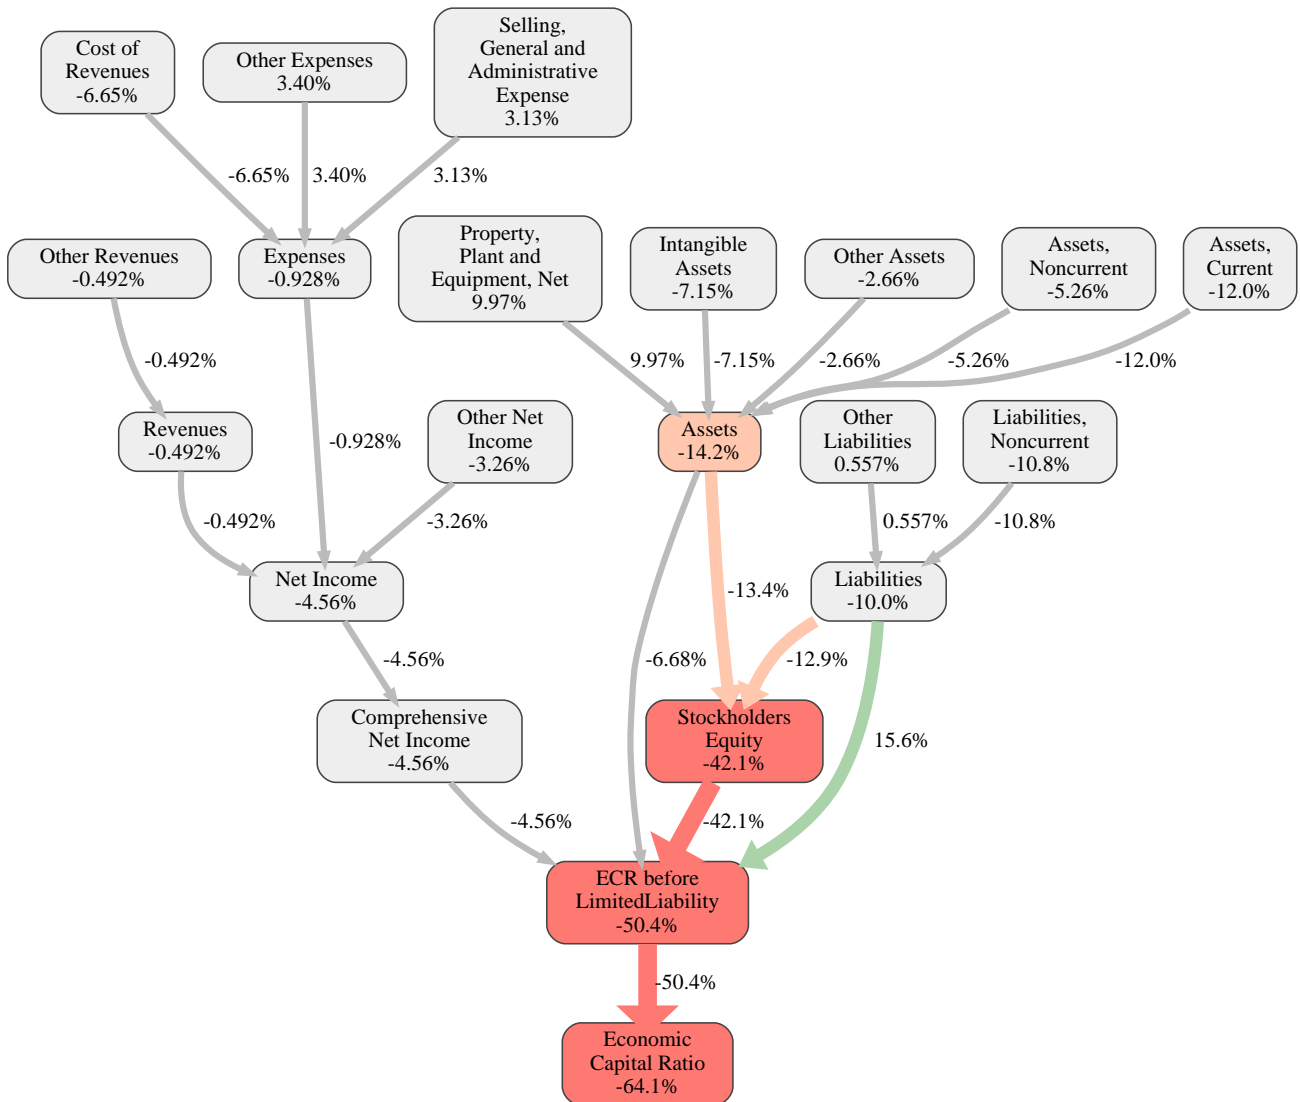 Cost of
Revenues
-6.65%
Other Expenses
3.40%
Selling,
General and
Administrative
Expense
3.13%
-6.65%
3.40%
3.13%
Other Revenues
-0.492%
Expenses
-0.928%
Property,
Plant and
Equipment, Net
9.97%
Intangible
Assets
-7.15%
Other Assets
-2.66%
Assets,
Noncurrent
-5.26%
Assets,
Current
-12.0%
-0.492%
9.97%
-7.15%
-2.66%
-5.26%
-12.0%
Revenues
-0.492%
-0.928%
Other Net
Income
-3.26%
Assets
-14.2%
Other
Liabilities
0.557%
Liabilities,
Noncurrent
-10.8%
-0.492%
-3.26%
0.557%
-10.8%
Net Income
-4.56%
-13.4%
Liabilities
-10.0%
-4.56%
-6.68%
-12.9%
Comprehensive
Net Income
-4.56%
Stockholders
Equity
-42.1%
15.6%
-4.56%
-42.1%
ECR before
LimitedLiability
-50.4%
-50.4%
Economic
Capital Ratio
-64.1%